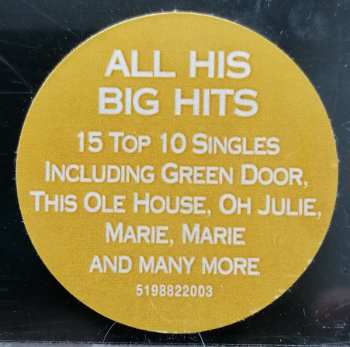 ALL HIS
BIG HITS
15 TOP 10 SINGLES
INCLUDING GREEN DOOR,
THIS OLE HOUSE, OH JULIE,
MARIE, MARIE
AND MANY MORE
5198822003